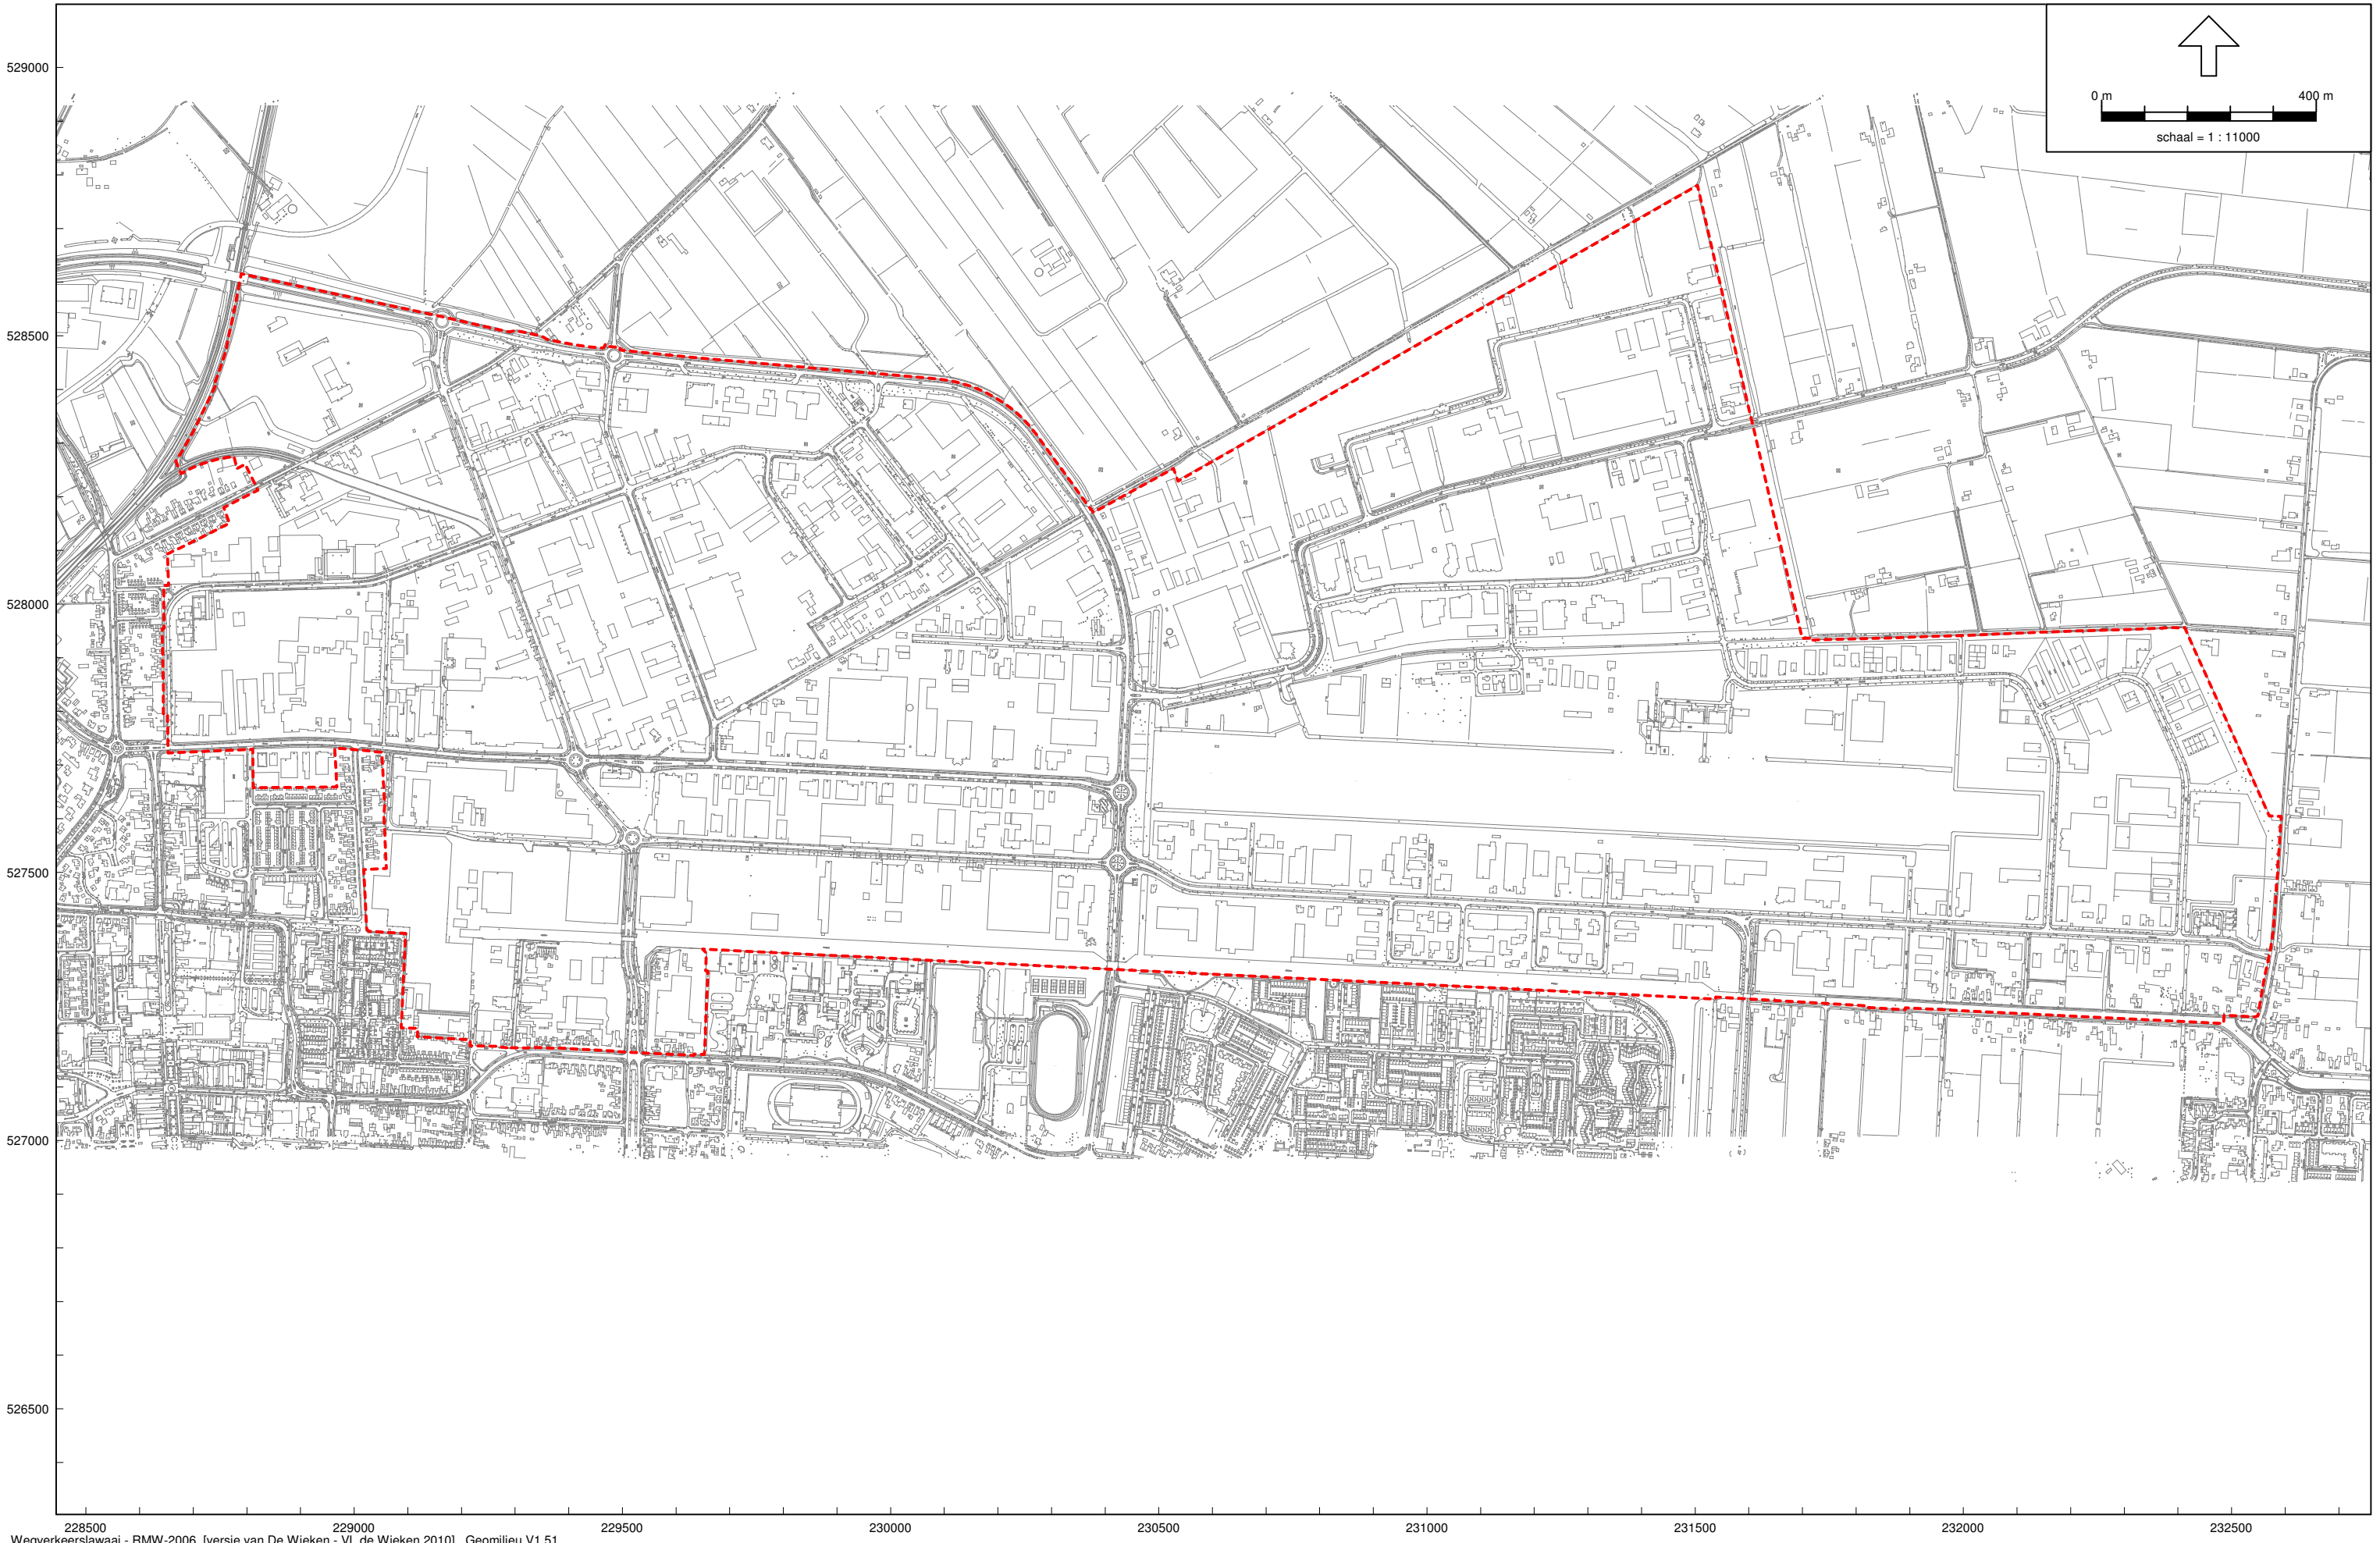 0 m 400 m
schaal = 1 : 11000
529000
528500
528000
527500
527000
526500
228500 229000 229500 230000 230500 231000 231500 232000 232500
Wegverkeerslawaai - RMW-2006, [versie van De Wieken - VL de Wieken 2010] , Geomilieu V1.51